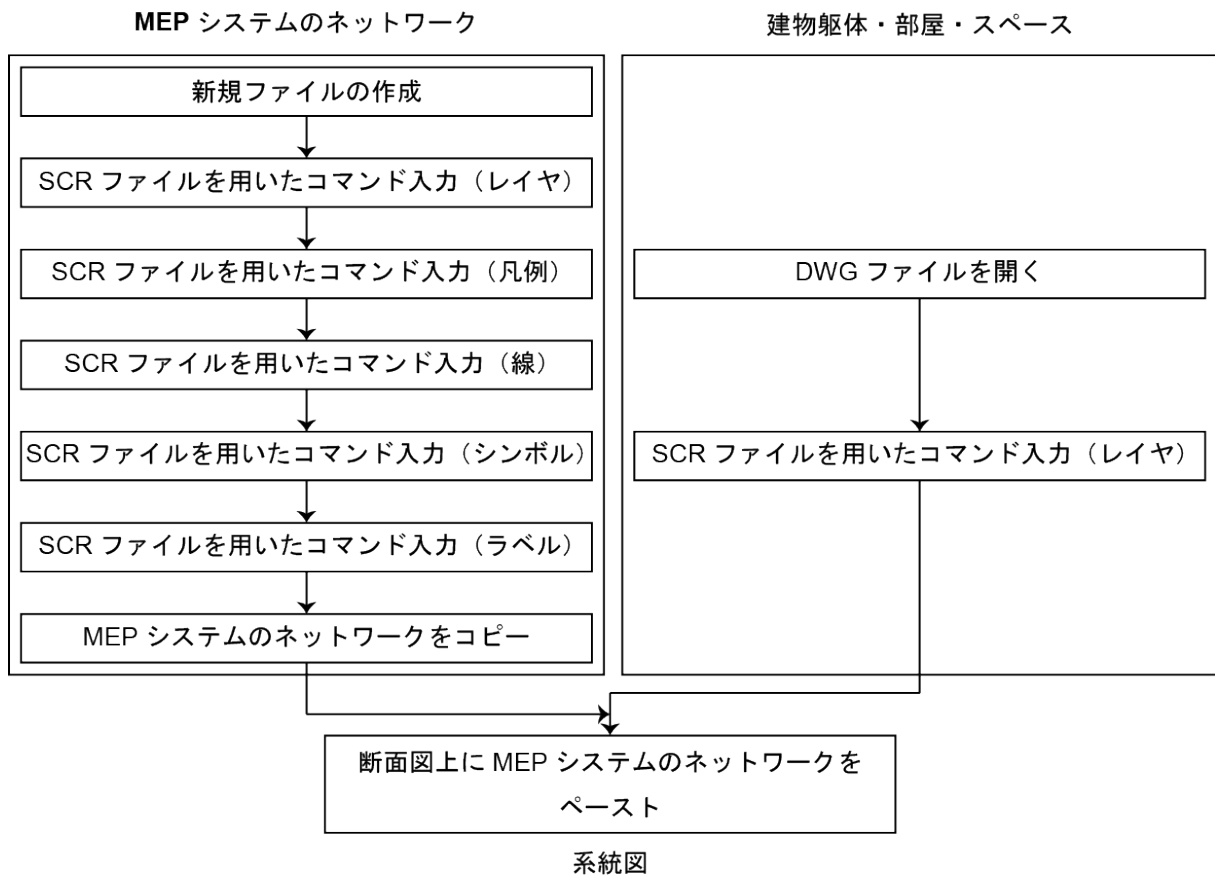 MEP システムのネットワーク
新規ファイルの作成
SCR ファイルを用いたコマンド入力（レイヤ）
SCR ファイルを用いたコマンド入力（凡例）
SCR ファイルを用いたコマンド入力（線）
SCR ファイルを用いたコマンド入力（シンボル）
SCR ファイルを用いたコマンド入力（ラベル）
MEP システムのネットワークをコピー
建物躯体・部屋・スペース
DWG ファイルを開く
SCR ファイルを用いたコマンド入力（レイヤ）
断面図上に MEP システムのネットワークを
ペースト
系統図